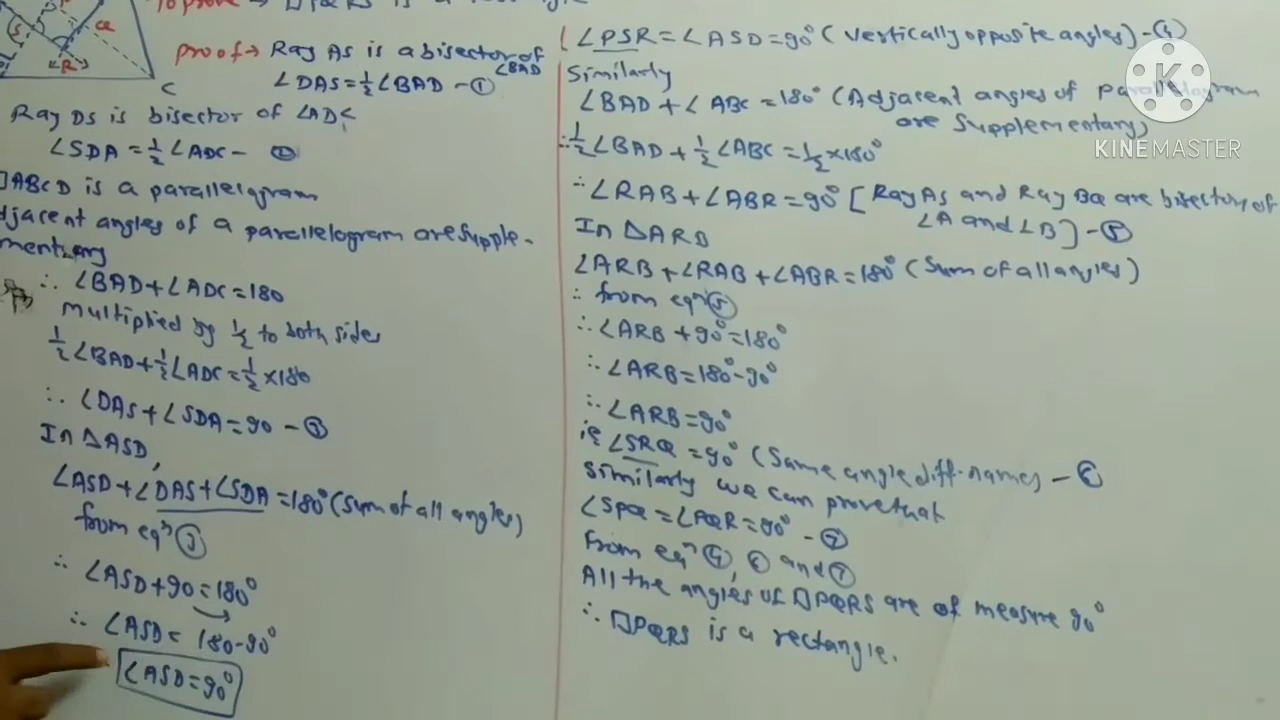 To prove → □PQRS is a
S
Q
R
C
Proof → Ray AS is a bisector of
∠BAD
∠DAS = ½ ∠BAD - ①
Ray DS is bisector of ∠ADC
∠SDA = ½ ∠ADC - ②
□ABCD is a parallelogram
djacent angles of a parallelogram are supple-
mentary
∴ ∠BAD + ∠ADC = 180
multiplied by ½ to both sides
½ ∠BAD + ½ ∠ADC = ½ × 180
∴ ∠DAS + ∠SDA = 90 - ③
In △ASD,
∠ASD + ∠DAS + ∠SDA = 180° (Sum of all angles)
from eqⁿ ③
∴ ∠ASD + 90 = 180°
∴ ∠ASD = 180 - 90°
∠ASD = 90°
∠PSR = ∠ASD = 90° (Vertically opposite angles) - ④
Similarly
∠BAD + ∠ABC = 180° (Adjacent angles of parallelogram
are supplementary)
∴ ½ ∠BAD + ½ ∠ABC = ½ × 180°
∴ ∠RAB + ∠ABR = 90° [Ray AS and Ray BQ are bisector of
∠A and ∠B] - ⑤
In △ARB
∠ARB + ∠RAB + ∠ABR = 180° (Sum of all angles)
∴ from eqⁿ ⑤
∴ ∠ARB + 90° = 180°
∴ ∠ARB = 180° - 90°
∴ ∠ARB = 90°
ie ∠SRQ = 90° (Same angle diff. names - ⑥
Similarly we can prove that
∠SPQ = ∠PQR = 90° - ⑦
From eqⁿ ④, ⑥ and ⑦
All the angles of □PQRS are of measure 90°
∴ □PQRS is a rectangle.
K
KINEMASTER